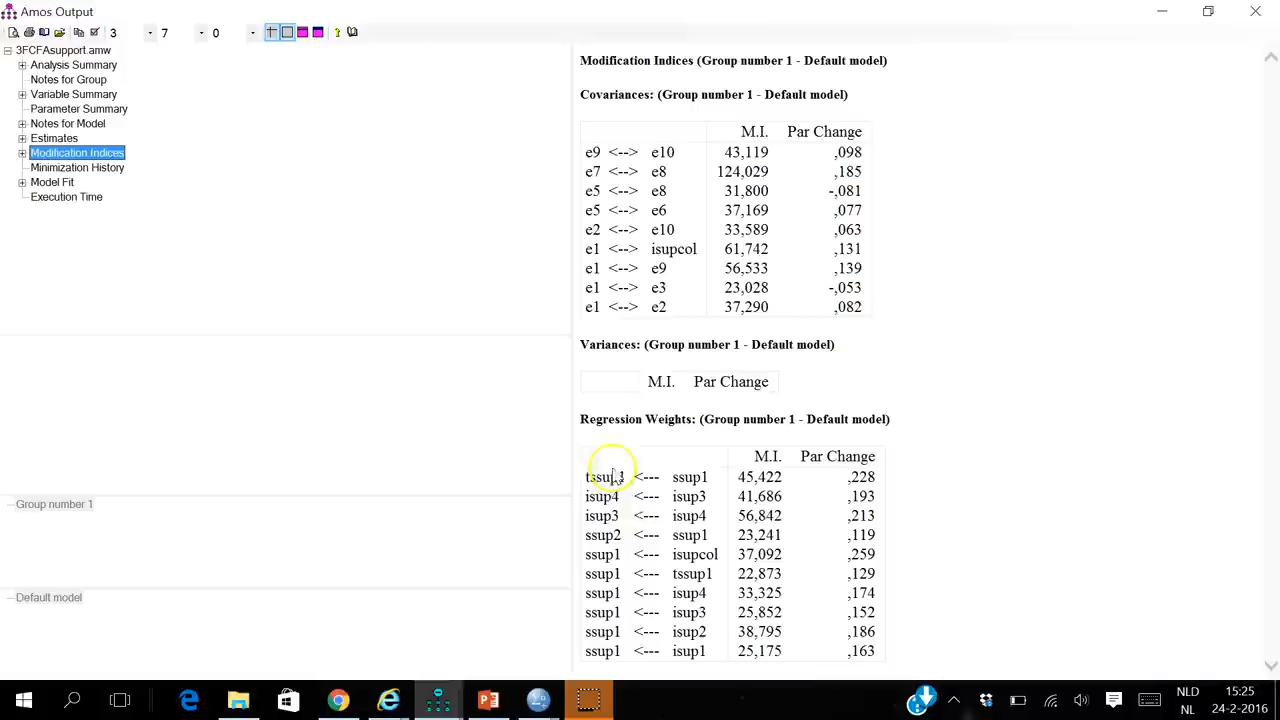 Amos Output
3 7 0
3FCFAsupport.amw
Analysis Summary
Notes for Group
Variable Summary
Parameter Summary
Notes for Model
Estimates
Modification Indices
Minimization History
Model Fit
Execution Time
Group number 1
Default model
Modification Indices (Group number 1 - Default model)
Covariances: (Group number 1 - Default model)
M.I. Par Change
e9 <--> e10 43,119 ,098
e7 <--> e8 124,029 ,185
e5 <--> e8 31,800 -,081
e5 <--> e6 37,169 ,077
e2 <--> e10 33,589 ,063
e1 <--> isupcol 61,742 ,131
e1 <--> e9 56,533 ,139
e1 <--> e3 23,028 -,053
e1 <--> e2 37,290 ,082
Variances: (Group number 1 - Default model)
M.I. Par Change
Regression Weights: (Group number 1 - Default model)
M.I. Par Change
tssup1 <--- ssup1 45,422 ,228
isup4 <--- isup3 41,686 ,193
isup3 <--- isup4 56,842 ,213
ssup2 <--- ssup1 23,241 ,119
ssup1 <--- isupcol 37,092 ,259
ssup1 <--- tssup1 22,873 ,129
ssup1 <--- isup4 33,325 ,174
ssup1 <--- isup3 25,852 ,152
ssup1 <--- isup2 38,795 ,186
ssup1 <--- isup1 25,175 ,163
NLD 15:25
NL 24-2-2016